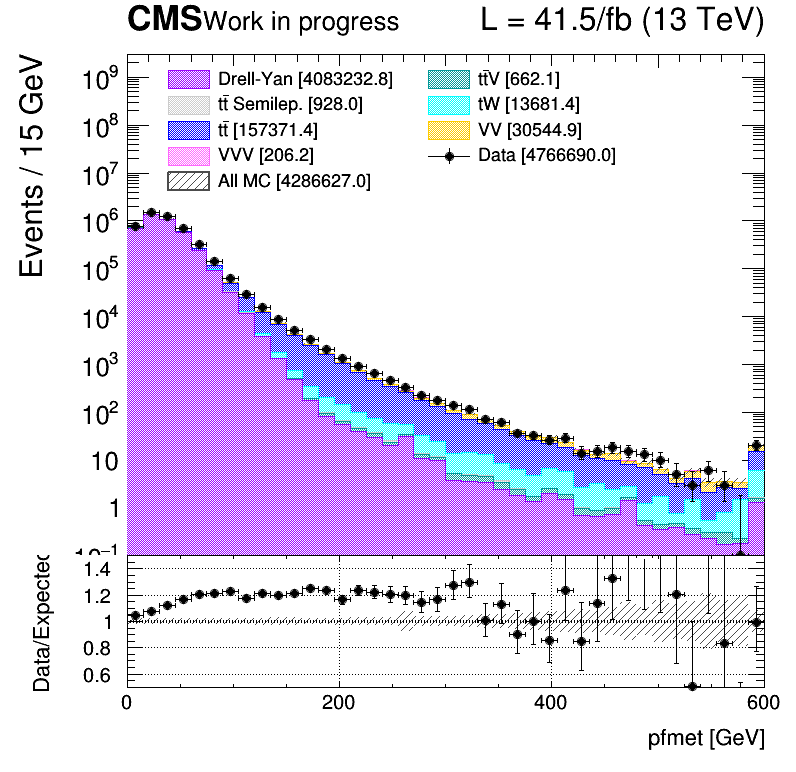 CMS Work in progress L = 41.5/fb (13 TeV)
Events / 15 GeV
10⁹
10⁸
10⁷
10⁶
10⁵
10⁴
10³
10²
10
1
10⁻¹
Drell-Yan [4083232.8]
tt̄ Semilep. [928.0]
tt̄ [157371.4]
VVV [206.2]
All MC [4286627.0]
tt̄V [662.1]
tW [13681.4]
VV [30544.9]
Data [4766690.0]
Data/Expected
1.4
1.2
1
0.8
0.6
0 200 400 600
pfmet [GeV]